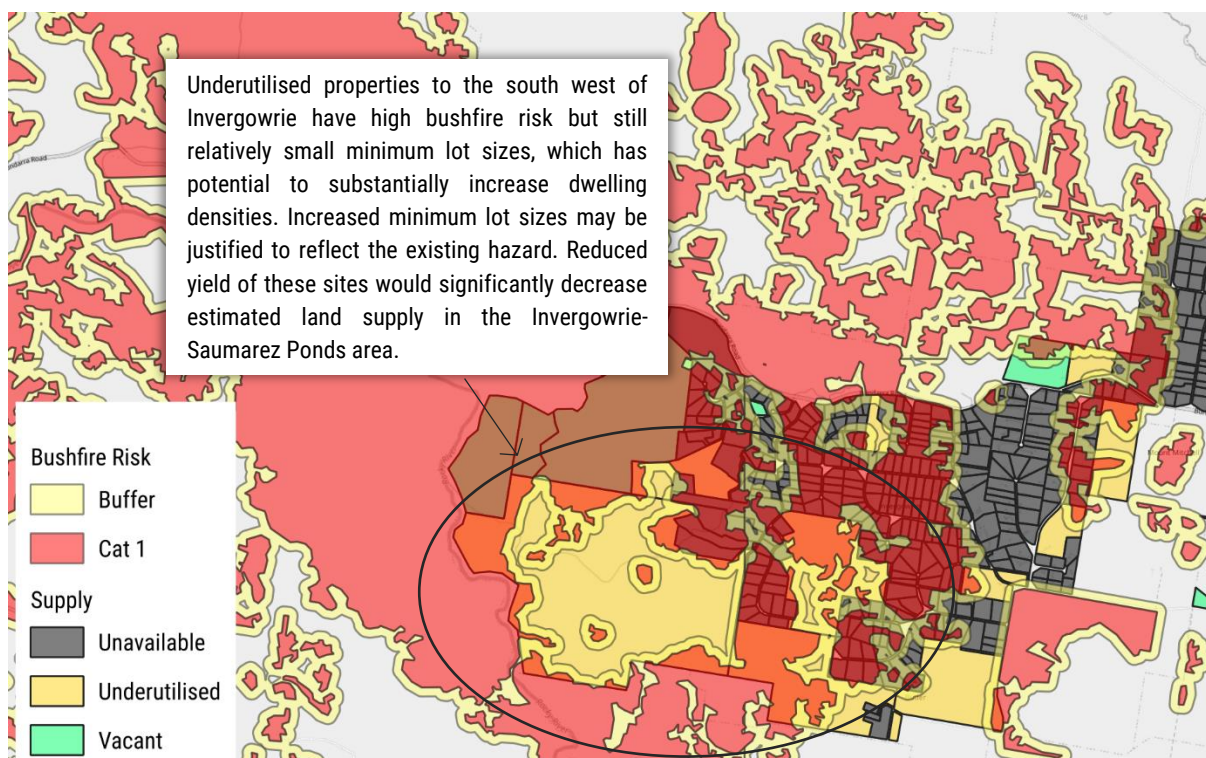 Underutilised properties to the south west of
Invergowrie have high bushfire risk but still
relatively small minimum lot sizes, which has
potential to substantially increase dwelling
densities. Increased minimum lot sizes may be
justified to reflect the existing hazard. Reduced
yield of these sites would significantly decrease
estimated land supply in the Invergowrie-
Saumarez Ponds area.
Bushfire Risk
Buffer
Cat 1
Supply
Unavailable
Underutilised
Vacant